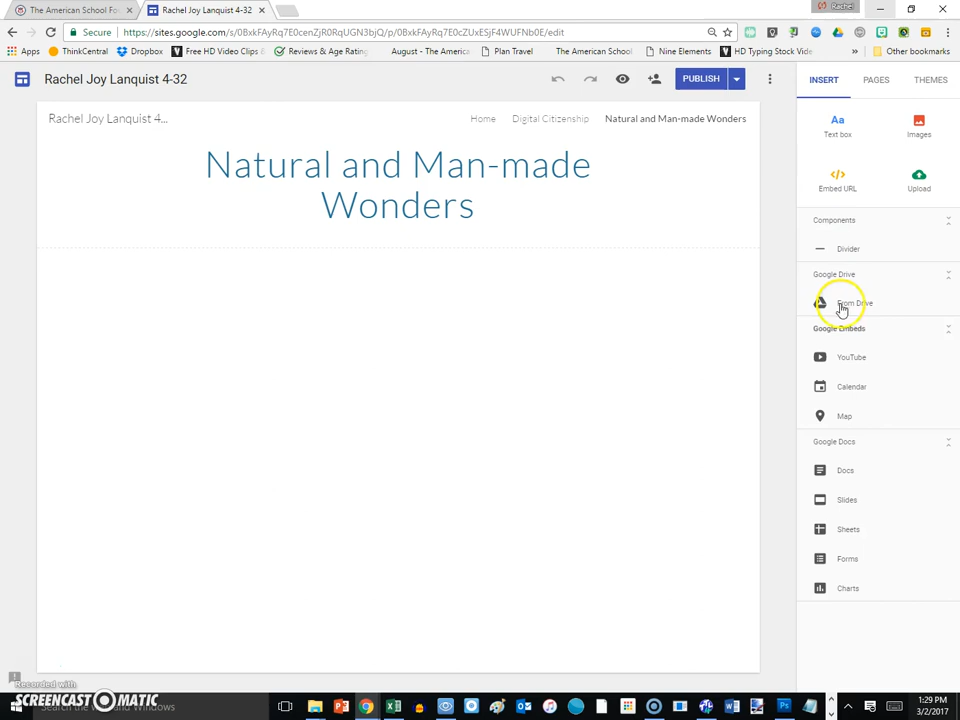 The American School Fo
Rachel Joy Lanquist 4-32
Rachel
Secure
https://sites.google.com/s/0BxkFAyRq7E0cenZjR0RqUGN3bjQ/p/0BxkFAyRq7E0cZUxESjF4WUFNb0E/edit
Apps
ThinkCentral
Dropbox
Free HD Video Clips &
Reviews & Age Rating
August - The America
Plan Travel
The American School
Nine Elements
HD Typing Stock Vide
»
Other bookmarks
Rachel Joy Lanquist 4-32
PUBLISH
INSERT
PAGES
THEMES
Rachel Joy Lanquist 4...
Home
Digital Citizenship
Natural and Man-made Wonders
Natural and Man-made
Wonders
Aa
Text box
Images
Embed URL
Upload
Components
Divider
Google Drive
From Drive
Google Embeds
YouTube
Calendar
Map
Google Docs
Docs
Slides
Sheets
Forms
Charts
Recorded with
SCREENCAST MATIC
Windows
1:29 PM
3/2/2017